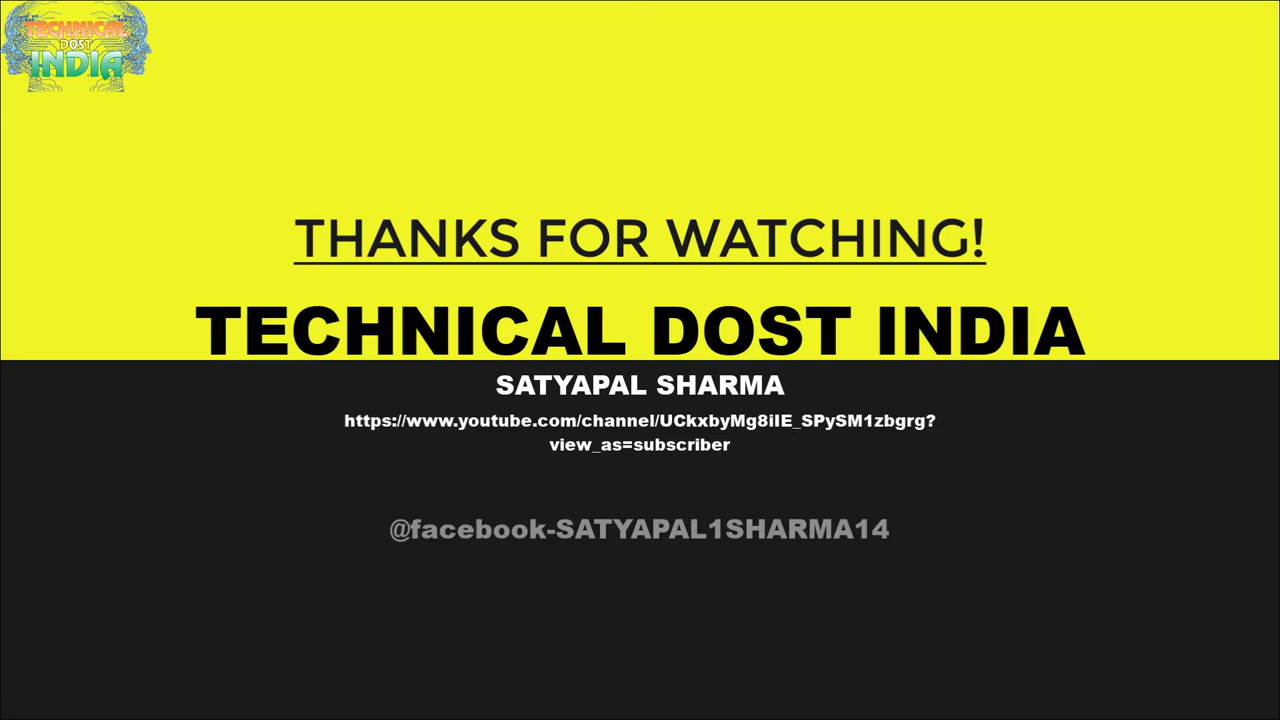 TECHNICAL
DOST
INDIA
THANKS FOR WATCHING!
TECHNICAL DOST INDIA
SATYAPAL SHARMA
https://www.youtube.com/channel/UCkxbyMg8iIE_SPySM1zbgrg?
view_as=subscriber
@facebook-SATYAPAL1SHARMA14